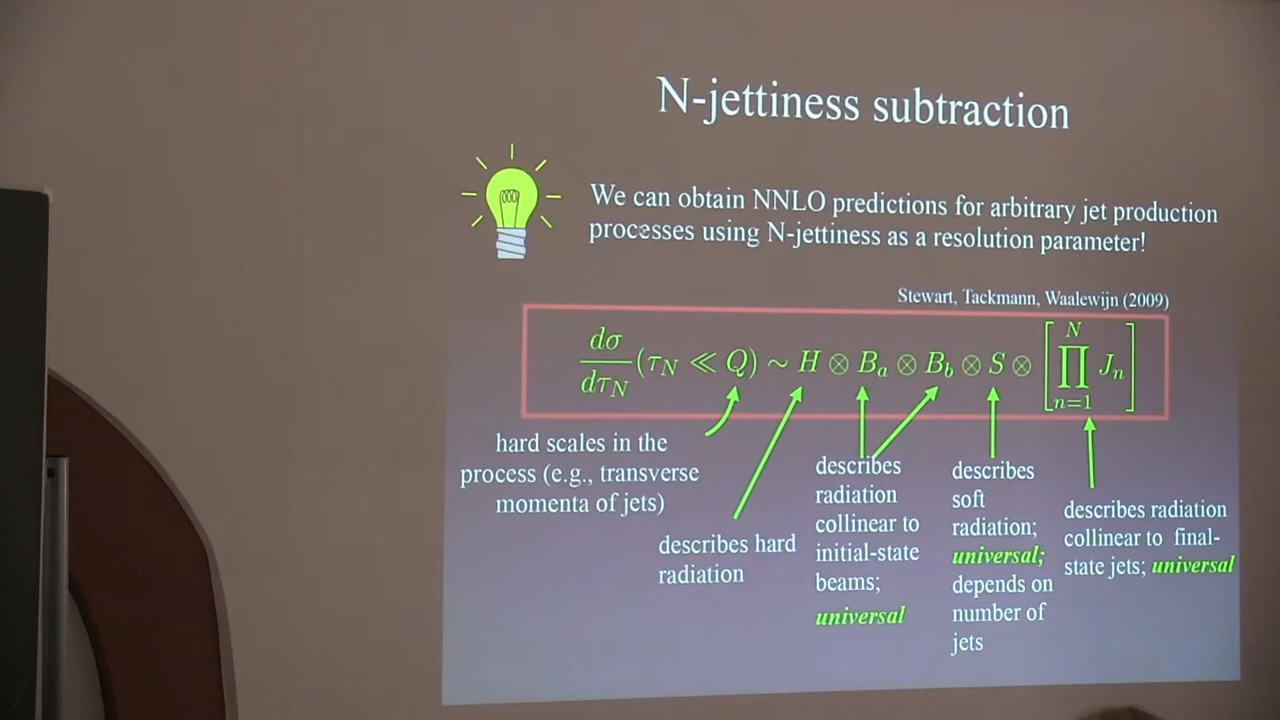 N-jettiness subtraction
We can obtain NNLO predictions for arbitrary jet production
processes using N-jettiness as a resolution parameter!
Stewart, Tackmann, Waalewijn (2009)
dσ/dτ_N (τ_N ≪ Q) ∼ H ⊗ B_a ⊗ B_b ⊗ S ⊗ [∏_{n=1}^{N} J_n]
hard scales in the
process (e.g., transverse
momenta of jets)
describes hard
radiation
describes
radiation
collinear to
initial-state
beams;
universal
describes
soft
radiation;
universal;
depends on
number of
jets
describes radiation
collinear to final-
state jets; universal